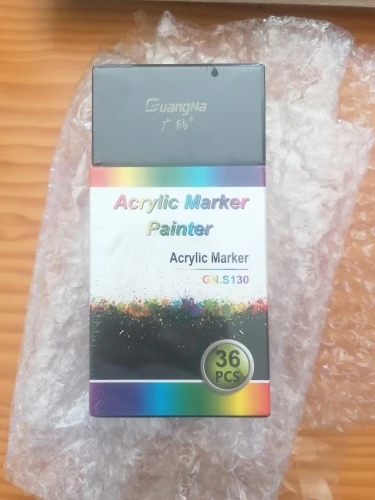 GuangNa
广纳®
Acrylic Marker
Painter
Acrylic Marker
GN.S130
36
PCS